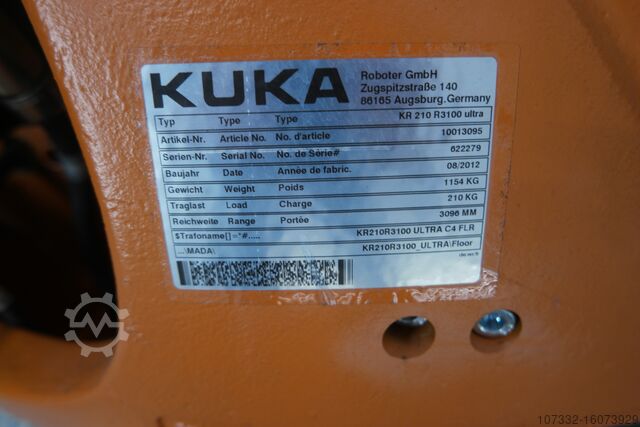 KUKA
Roboter GmbH
Zugspitzstraße 140
86165 Augsburg.Germany
Typ Type Type KR 210 R3100 ultra
Artikel-Nr. Article No. No. d'article 10013095
Serien-Nr. Serial No. No. de Série# 622279
Baujahr Date Année de fabric. 08/2012
Gewicht Weight Poids 1154 KG
Traglast Load Charge 210 KG
Reichweite Range Portée 3096 MM
$Trafoname[]="#..... KR210R3100 ULTRA C4 FLR
...\MADA\ KR210R3100_ULTRA\Floor
107332-16073929